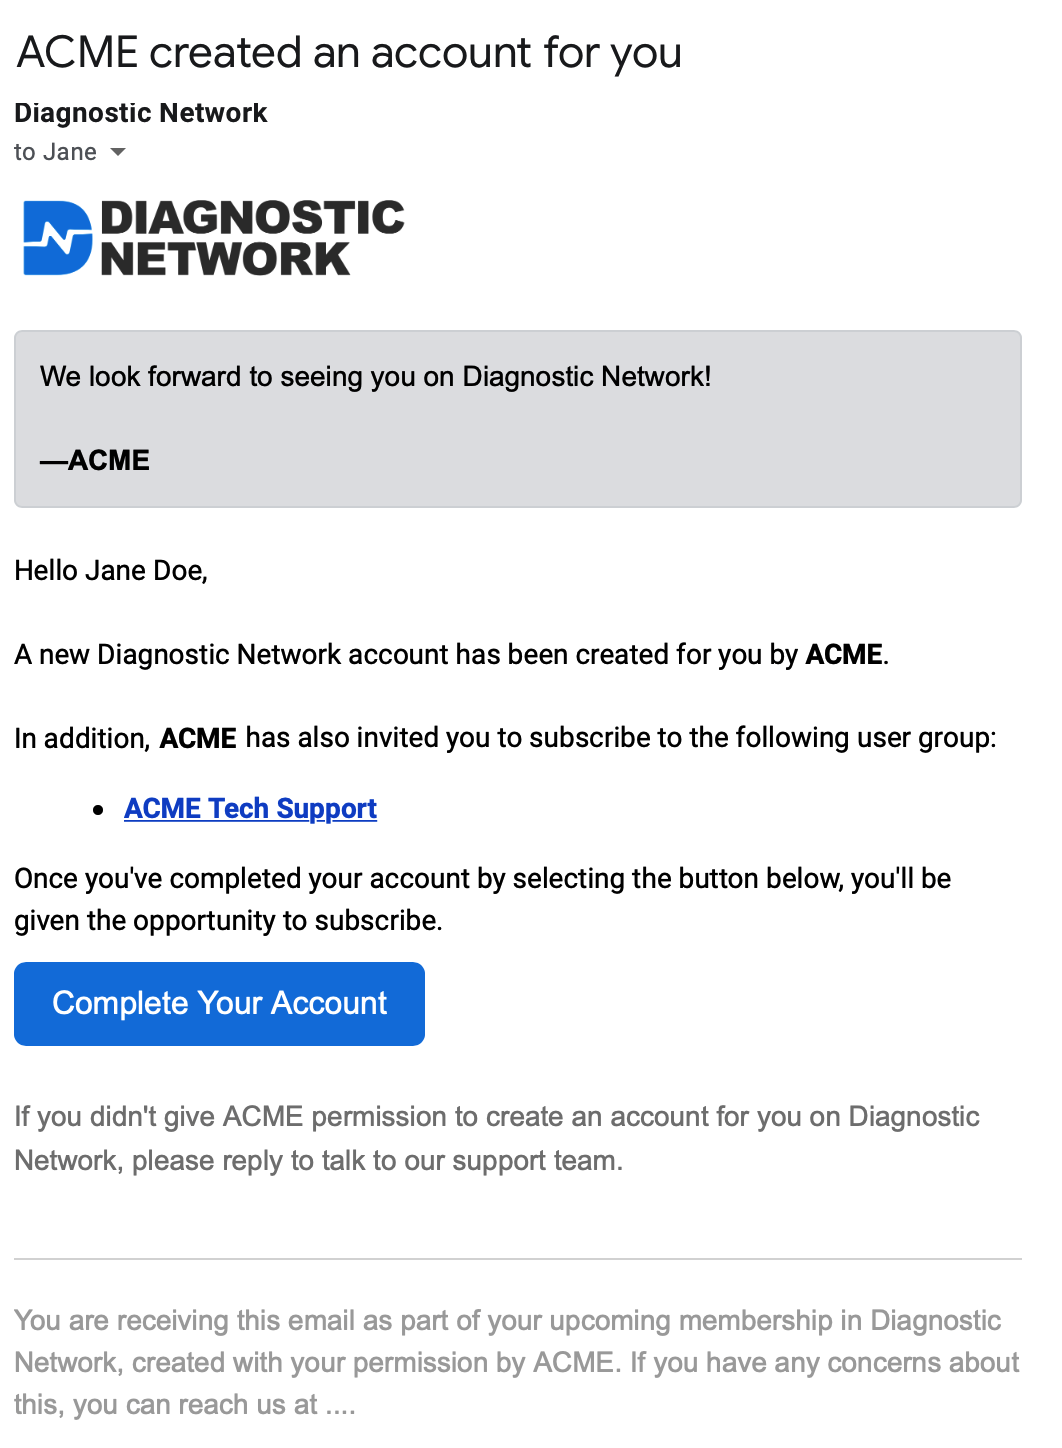 ACME created an account for you
Diagnostic Network
to Jane
DIAGNOSTIC
NETWORK
We look forward to seeing you on Diagnostic Network!
—ACME
Hello Jane Doe,
A new Diagnostic Network account has been created for you by ACME.
In addition, ACME has also invited you to subscribe to the following user group:
• ACME Tech Support
Once you've completed your account by selecting the button below, you'll be
given the opportunity to subscribe.
Complete Your Account
If you didn't give ACME permission to create an account for you on Diagnostic
Network, please reply to talk to our support team.
You are receiving this email as part of your upcoming membership in Diagnostic
Network, created with your permission by ACME. If you have any concerns about
this, you can reach us at ....